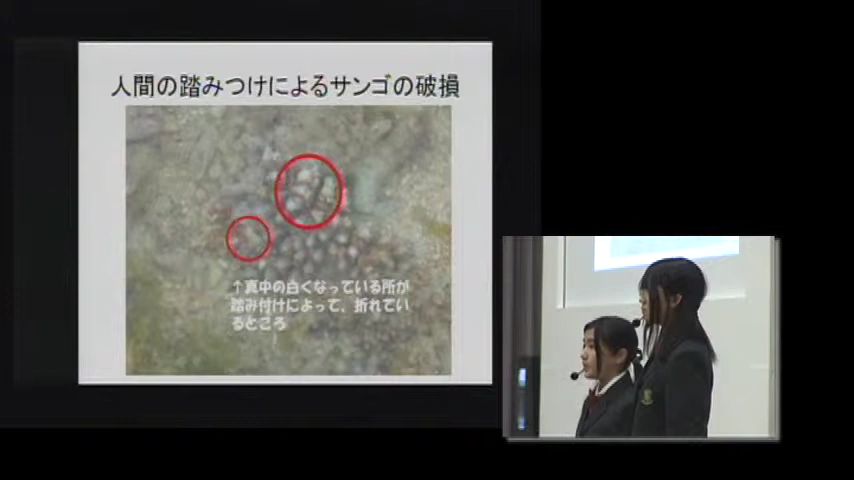 人間の踏みつけによるサンゴの破損
↑真中の白くなっている所が
踏み付けによって、折れてい
るところ